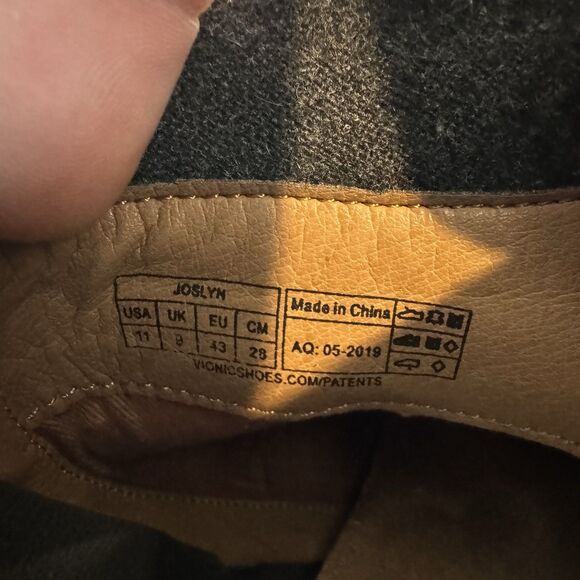 JOSLYN
USA UK EU CM
11 9 43 28
Made in China
AQ: 05-2019
VIONICSHOES.COM/PATENTS